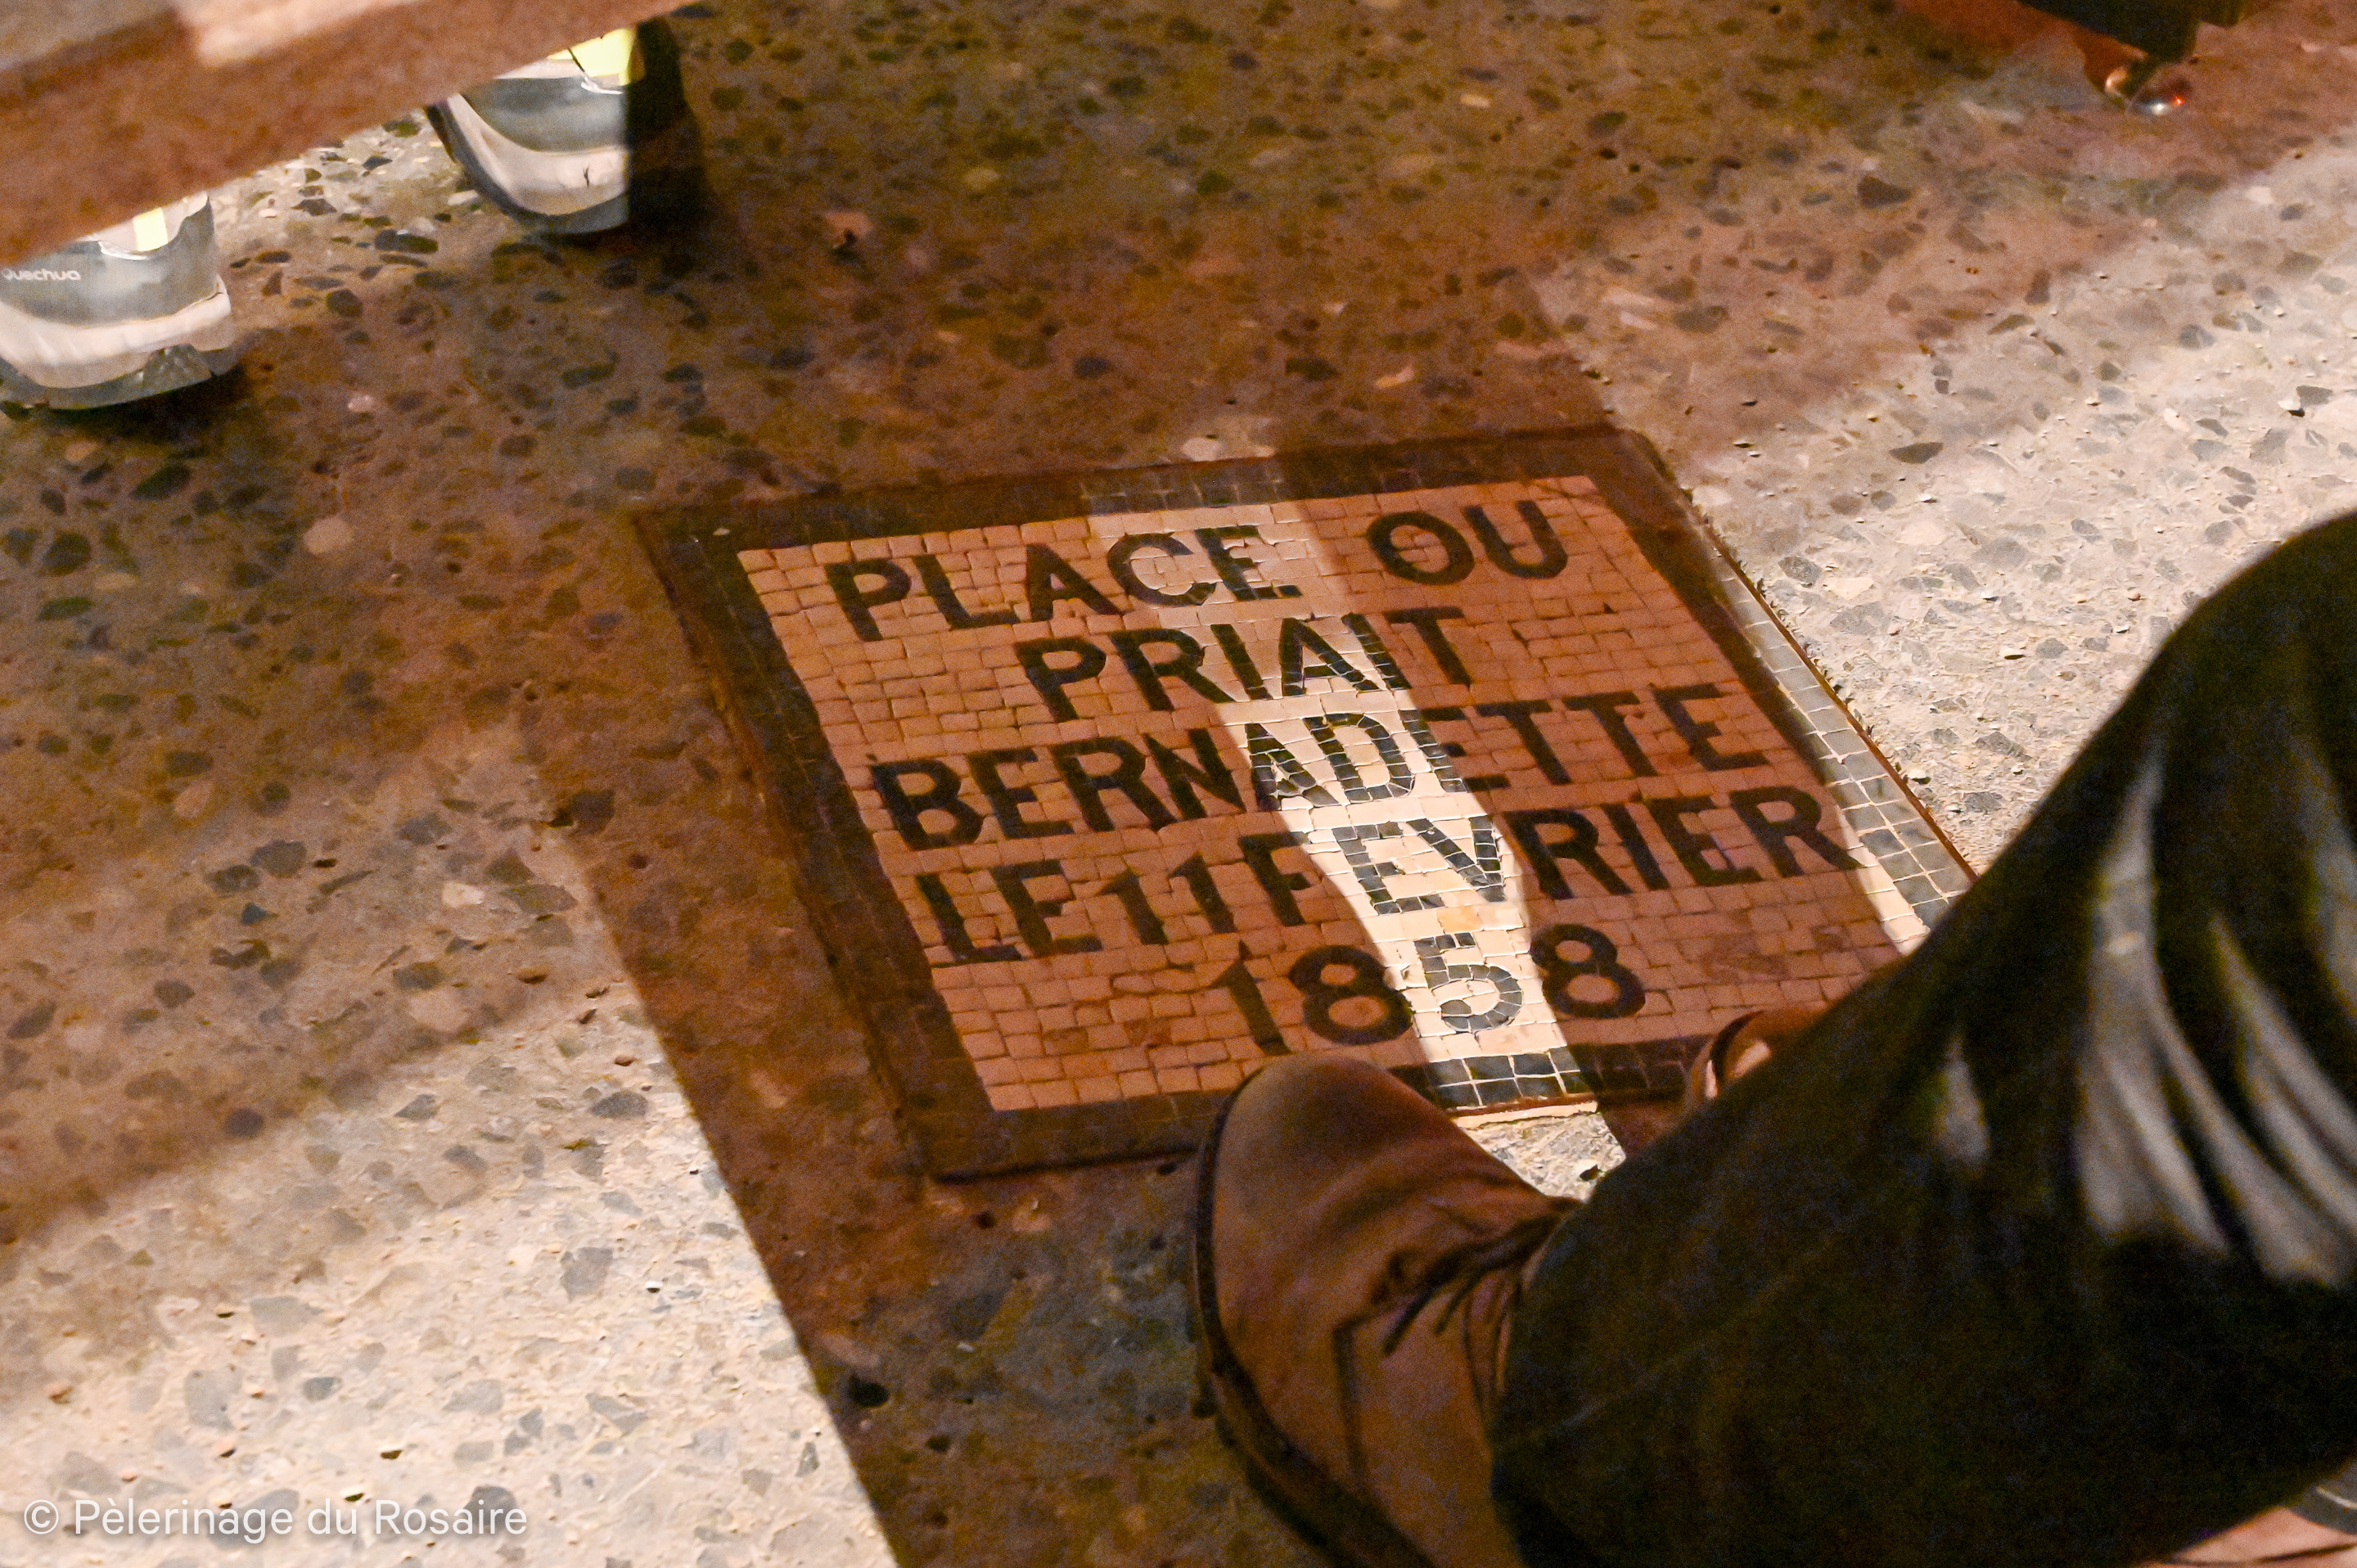 Quechua
PLACE OU
PRIAIT
BERNADETTE
LE 11 FEVRIER
1858
© Pèlerinage du Rosaire